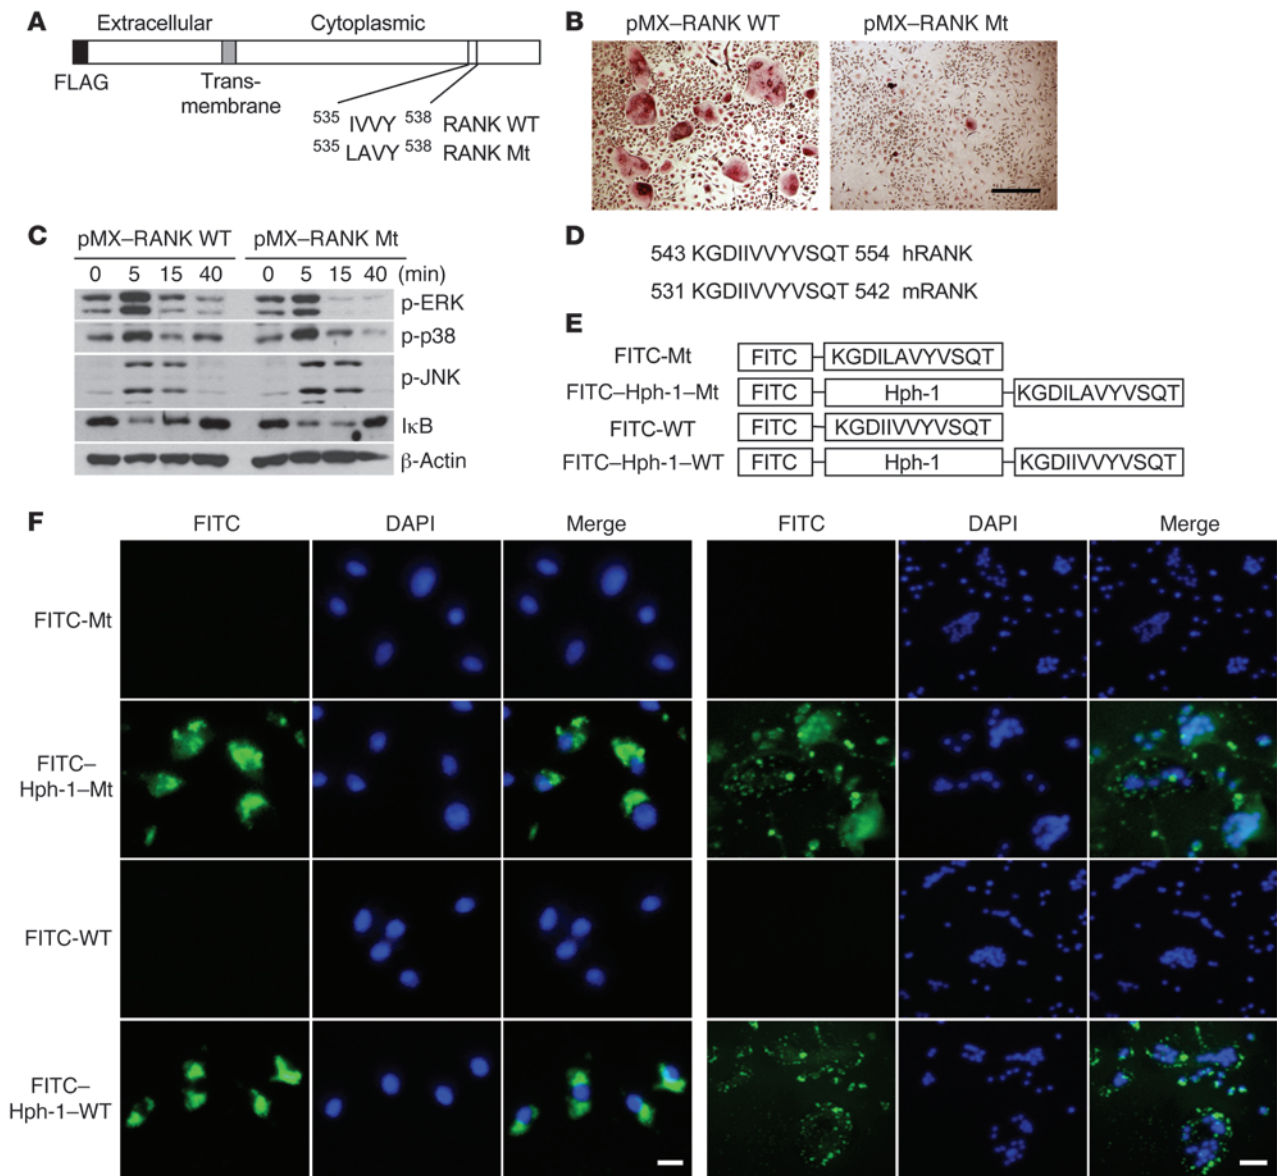 A
Extracellular Cytoplasmic
FLAG
Trans-
membrane
535 IVVY 538 RANK WT
535 LAVY 538 RANK Mt
B
pMX–RANK WT pMX–RANK Mt
C
pMX–RANK WT pMX–RANK Mt
0 5 15 40 0 5 15 40 (min)
p-ERK
p-p38
p-JNK
IκB
β-Actin
D
543 KGDIIVVYVSQT 554 hRANK
531 KGDIIVVYVSQT 542 mRANK
E
FITC-Mt FITC KGDILAVYVSQT
FITC–Hph-1–Mt FITC Hph-1 KGDILAVYVSQT
FITC-WT FITC KGDIIVVYVSQT
FITC–Hph-1–WT FITC Hph-1 KGDIIVVYVSQT
F
FITC DAPI Merge FITC DAPI Merge
FITC-Mt
FITC–
Hph-1–Mt
FITC-WT
FITC–
Hph-1–WT